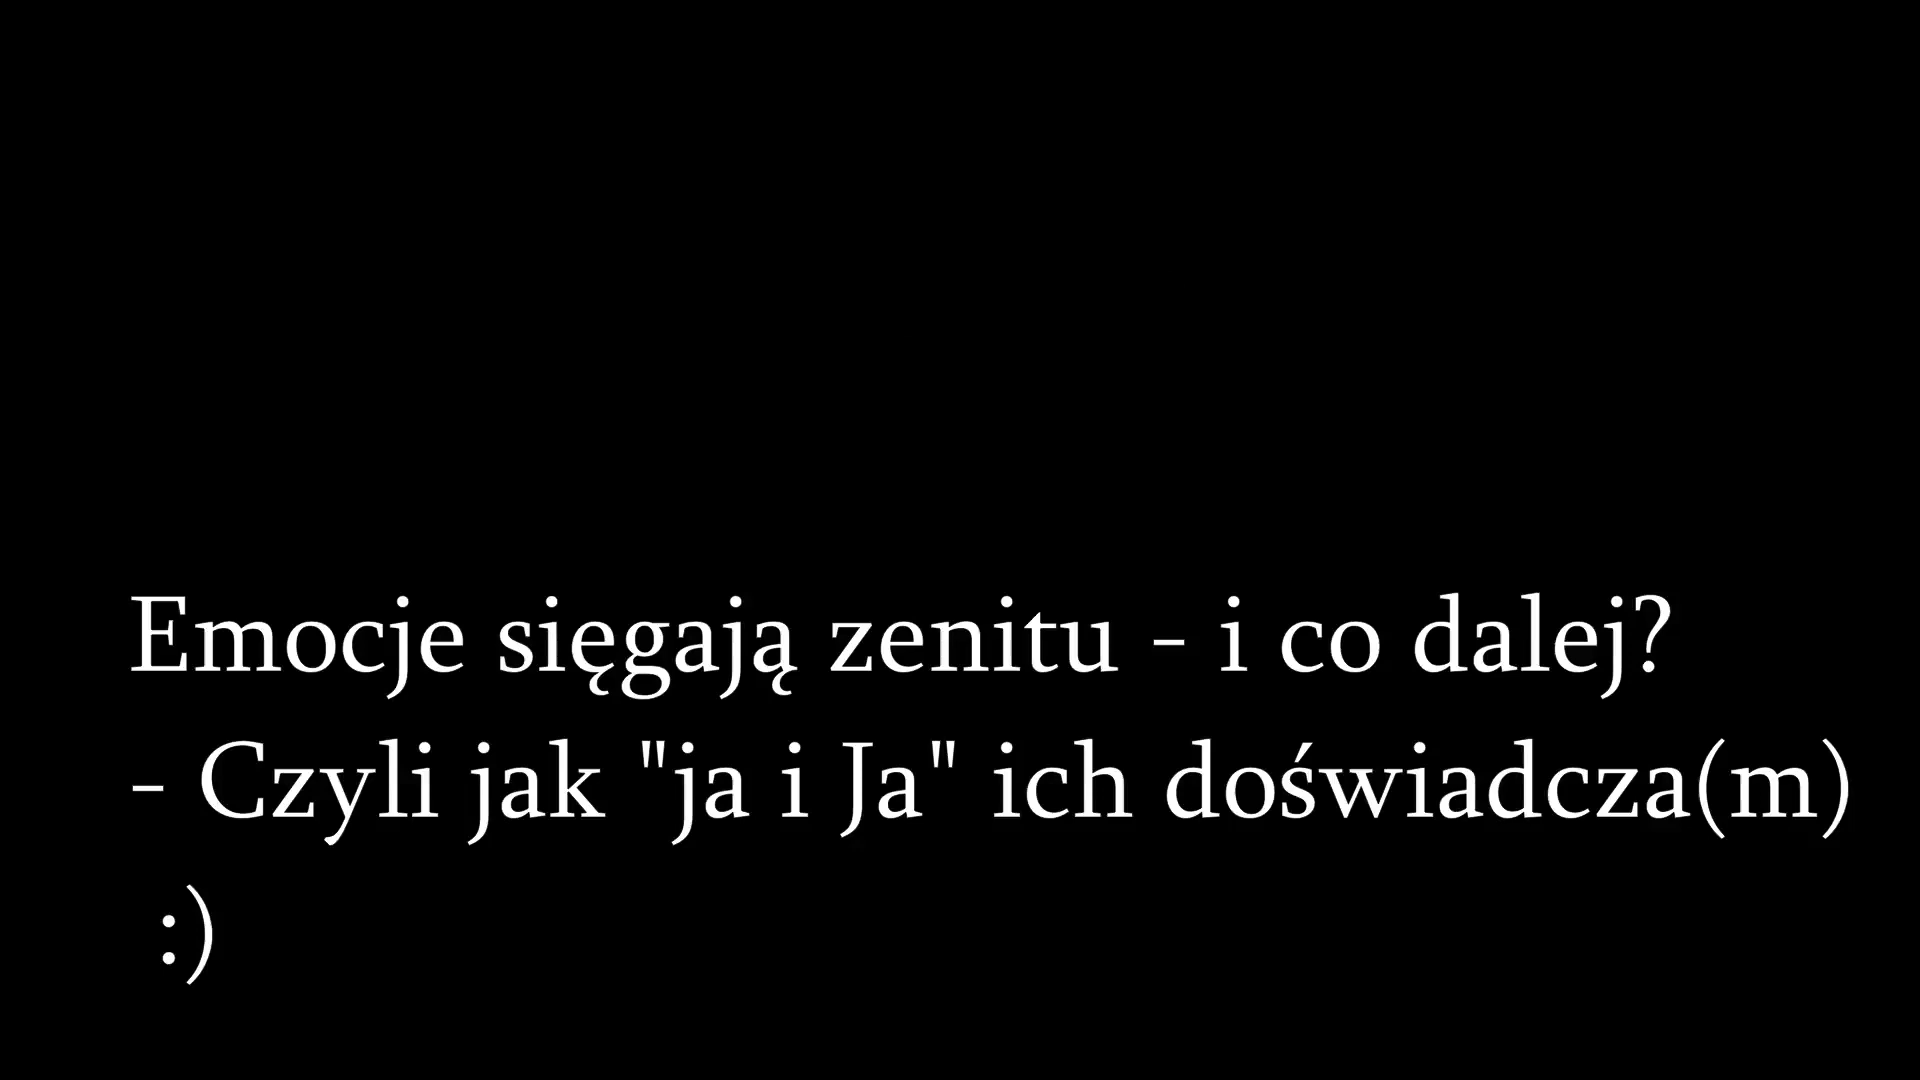 Emocje sięgają zenitu - i co dalej?
- Czyli jak "ja i Ja" ich doświadcza(m)
:)